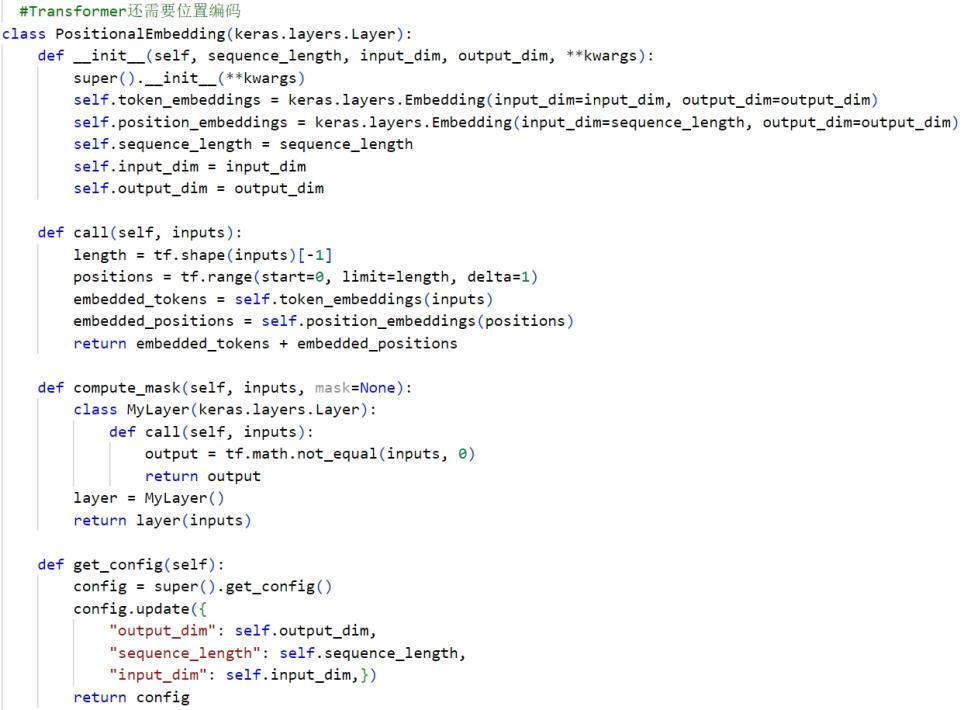 #Transformer还需要位置编码
class PositionalEmbedding(keras.layers.Layer):
    def __init__(self, sequence_length, input_dim, output_dim, **kwargs):
        super().__init__(**kwargs)
        self.token_embeddings = keras.layers.Embedding(input_dim=input_dim, output_dim=output_dim)
        self.position_embeddings = keras.layers.Embedding(input_dim=sequence_length, output_dim=output_dim)
        self.sequence_length = sequence_length
        self.input_dim = input_dim
        self.output_dim = output_dim

    def call(self, inputs):
        length = tf.shape(inputs)[-1]
        positions = tf.range(start=0, limit=length, delta=1)
        embedded_tokens = self.token_embeddings(inputs)
        embedded_positions = self.position_embeddings(positions)
        return embedded_tokens + embedded_positions

    def compute_mask(self, inputs, mask=None):
        class MyLayer(keras.layers.Layer):
            def call(self, inputs):
                output = tf.math.not_equal(inputs, 0)
                return output
        layer = MyLayer()
        return layer(inputs)

    def get_config(self):
        config = super().get_config()
        config.update({
            "output_dim": self.output_dim,
            "sequence_length": self.sequence_length,
            "input_dim": self.input_dim,})
        return config